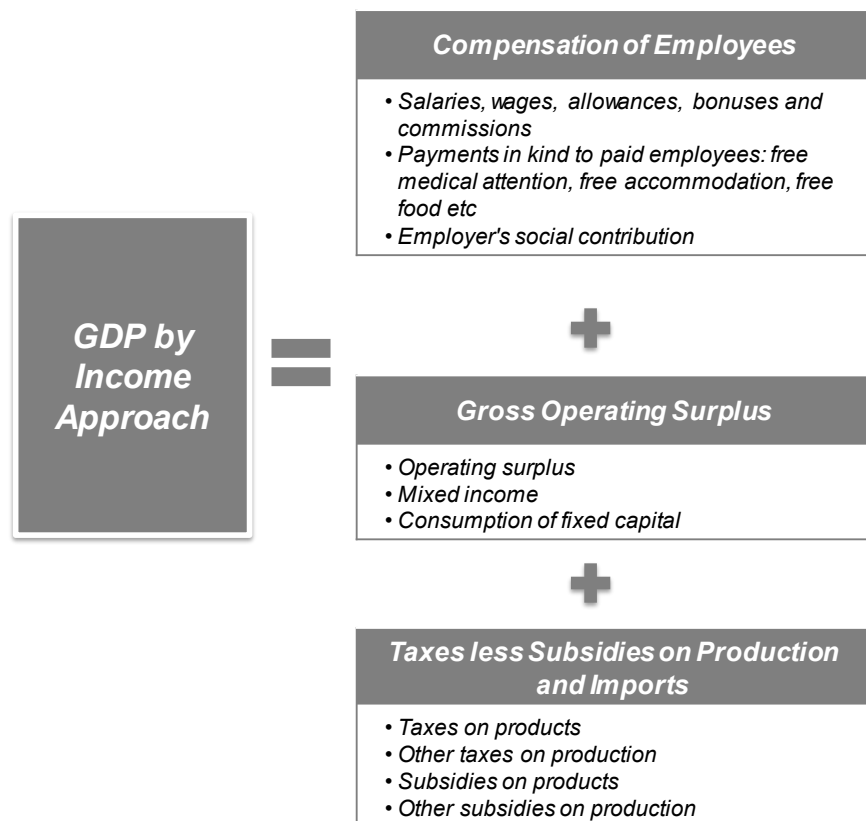 GDP by
Income
Approach
Compensation of Employees
• Salaries, wages, allowances, bonuses and
commissions
• Payments in kind to paid employees: free
medical attention, free accommodation, free
food etc
• Employer's social contribution
Gross Operating Surplus
• Operating surplus
• Mixed income
• Consumption of fixed capital
Taxes less Subsidies on Production
and Imports
• Taxes on products
• Other taxes on production
• Subsidies on products
• Other subsidies on production